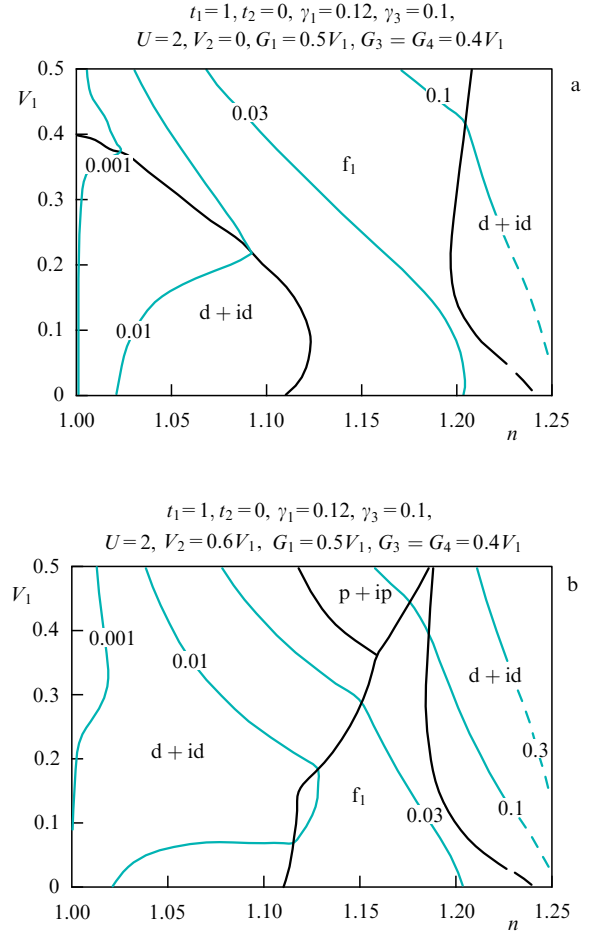 t₁=1, t₂=0, γ₁=0.12, γ₃=0.1,
U=2, V₂=0, G₁=0.5V₁, G₃=G₄=0.4V₁
a
V₁
0.5
0.4
0.3
0.2
0.1
0
0.001
0.03
0.1
f₁
d+id
d+id
0.01
1.00
1.05
1.10
1.15
1.20
1.25
n
t₁=1, t₂=0, γ₁=0.12, γ₃=0.1,
U=2, V₂=0.6V₁, G₁=0.5V₁, G₃=G₄=0.4V₁
b
V₁
0.5
0.4
0.3
0.2
0.1
0
p+ip
0.001
0.01
d+id
d+id
0.3
f₁
0.03
0.1
1.00
1.05
1.10
1.15
1.20
1.25
n